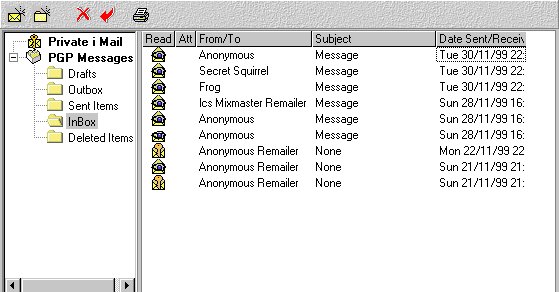 Private i Mail
PGP Messages
Drafts
Outbox
Sent Items
InBox
Deleted Items
Read Att From/To Subject Date Sent/Receiv
Anonymous Message Tue 30/11/99 22:
Secret Squirrel Message Tue 30/11/99 22:
Frog Message Tue 30/11/99 22:
Ics Mixmaster Remailer Message Sun 28/11/99 16:
Anonymous Message Sun 28/11/99 16:
Anonymous Message Sun 28/11/99 16:
Anonymous Remailer None Mon 22/11/99 22
Anonymous Remailer None Sun 21/11/99 21:
Anonymous Remailer None Sun 21/11/99 21: